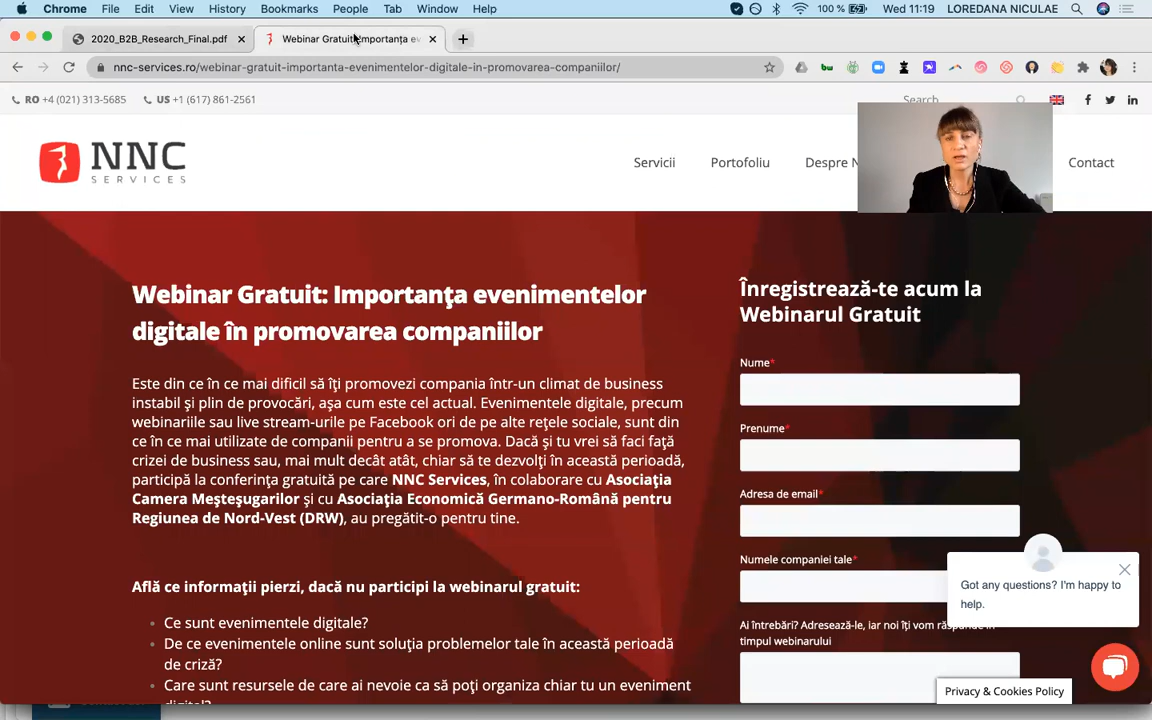 Chrome File Edit View History Bookmarks People Tab Window Help 100 % Wed 11:19 LOREDANA NICULAE
2020_B2B_Research_Final.pdf Webinar Gratuit: Importanța ev
nnc-services.ro/webinar-gratuit-importanta-evenimentelor-digitale-in-promovarea-companiilor/
RO +4 (021) 313-5685 US +1 (617) 861-2561 Search
NNC
SERVICES
Servicii Portofoliu Despre N Contact
Webinar Gratuit: Importanța evenimentelor
digitale în promovarea companiilor
Este din ce în ce mai dificil să îți promovezi compania într-un climat de business
instabil și plin de provocări, așa cum este cel actual. Evenimentele digitale, precum
webinariile sau live stream-urile pe Facebook ori de pe alte rețele sociale, sunt din
ce în ce mai utilizate de companii pentru a se promova. Dacă și tu vrei să faci față
crizei de business sau, mai mult decât atât, chiar să te dezvolți în această perioadă,
participă la conferința gratuită pe care NNC Services, în colaborare cu Asociația
Camera Meșteșugarilor și cu Asociația Economică Germano-Română pentru
Regiunea de Nord-Vest (DRW), au pregătit-o pentru tine.
Află ce informații pierzi, dacă nu participi la webinarul gratuit:
Ce sunt evenimentele digitale?
De ce evenimentele online sunt soluția problemelor tale în această perioadă
de criză?
Care sunt resursele de care ai nevoie ca să poți organiza chiar tu un eveniment
digital?
Înregistrează-te acum la
Webinarul Gratuit
Nume*
Prenume*
Adresa de email*
Numele companiei tale*
Ai întrebări? Adresează-le, iar noi îți vom răspunde în
timpul webinarului
Got any questions? I'm happy to
help.
Privacy & Cookies Policy